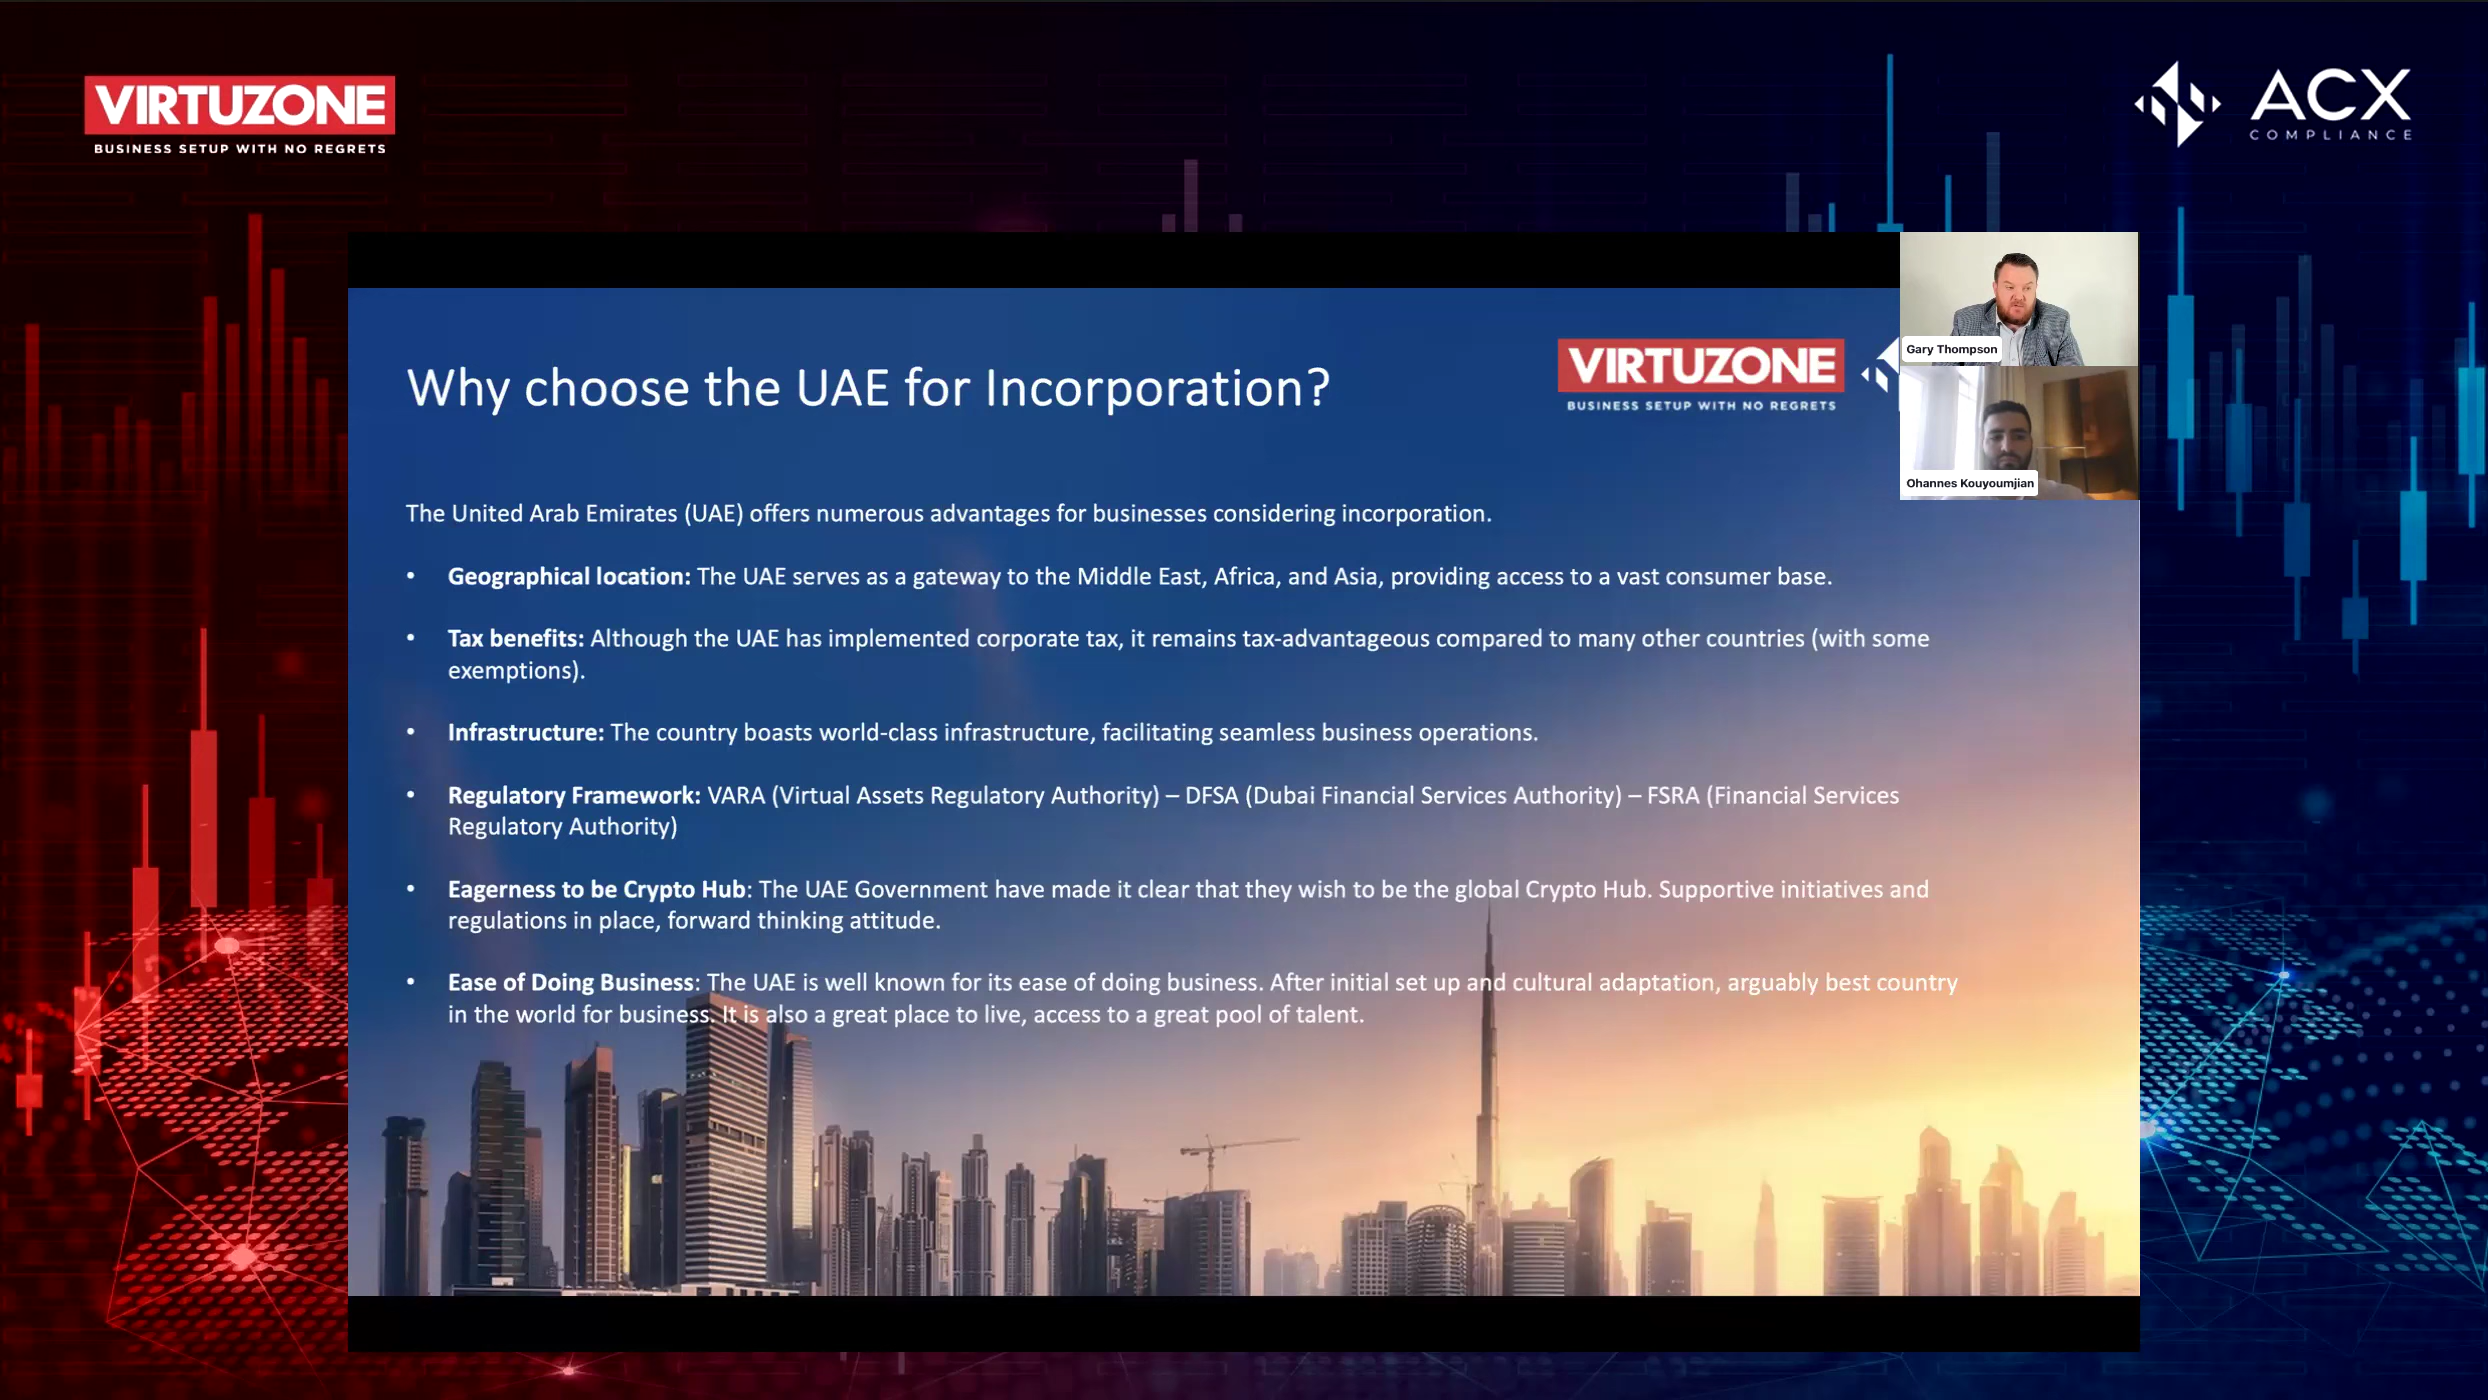 VIRTUZONE
BUSINESS SETUP WITH NO REGRETS
ACX
COMPLIANCE
Why choose the UAE for Incorporation?
VIRTUZONE
BUSINESS SETUP WITH NO REGRETS
Gary Thompson
Ohannes Kouyoumjian
The United Arab Emirates (UAE) offers numerous advantages for businesses considering incorporation.
• Geographical location: The UAE serves as a gateway to the Middle East, Africa, and Asia, providing access to a vast consumer base.
• Tax benefits: Although the UAE has implemented corporate tax, it remains tax-advantageous compared to many other countries (with some
exemptions).
• Infrastructure: The country boasts world-class infrastructure, facilitating seamless business operations.
• Regulatory Framework: VARA (Virtual Assets Regulatory Authority) – DFSA (Dubai Financial Services Authority) – FSRA (Financial Services
Regulatory Authority)
• Eagerness to be Crypto Hub: The UAE Government have made it clear that they wish to be the global Crypto Hub. Supportive initiatives and
regulations in place, forward thinking attitude.
• Ease of Doing Business: The UAE is well known for its ease of doing business. After initial set up and cultural adaptation, arguably best country
in the world for business. It is also a great place to live, access to a great pool of talent.